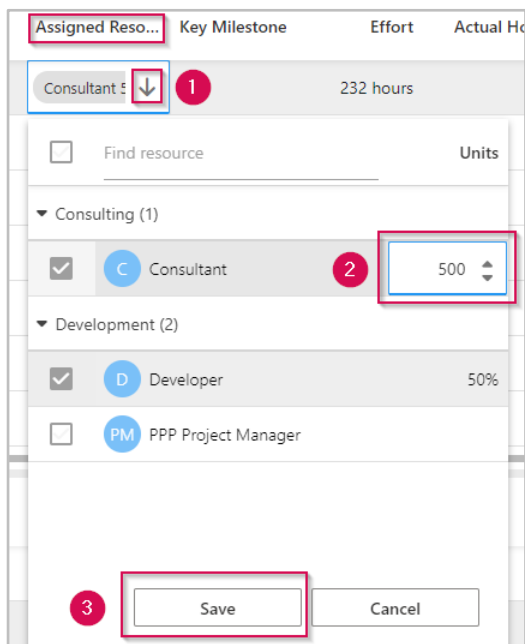 Assigned Reso... Key Milestone Effort Actual Ho
Consultant 5 1 232 hours
Find resource Units
Consulting (1)
C Consultant 2 500
Development (2)
D Developer 50%
PM PPP Project Manager
3 Save Cancel